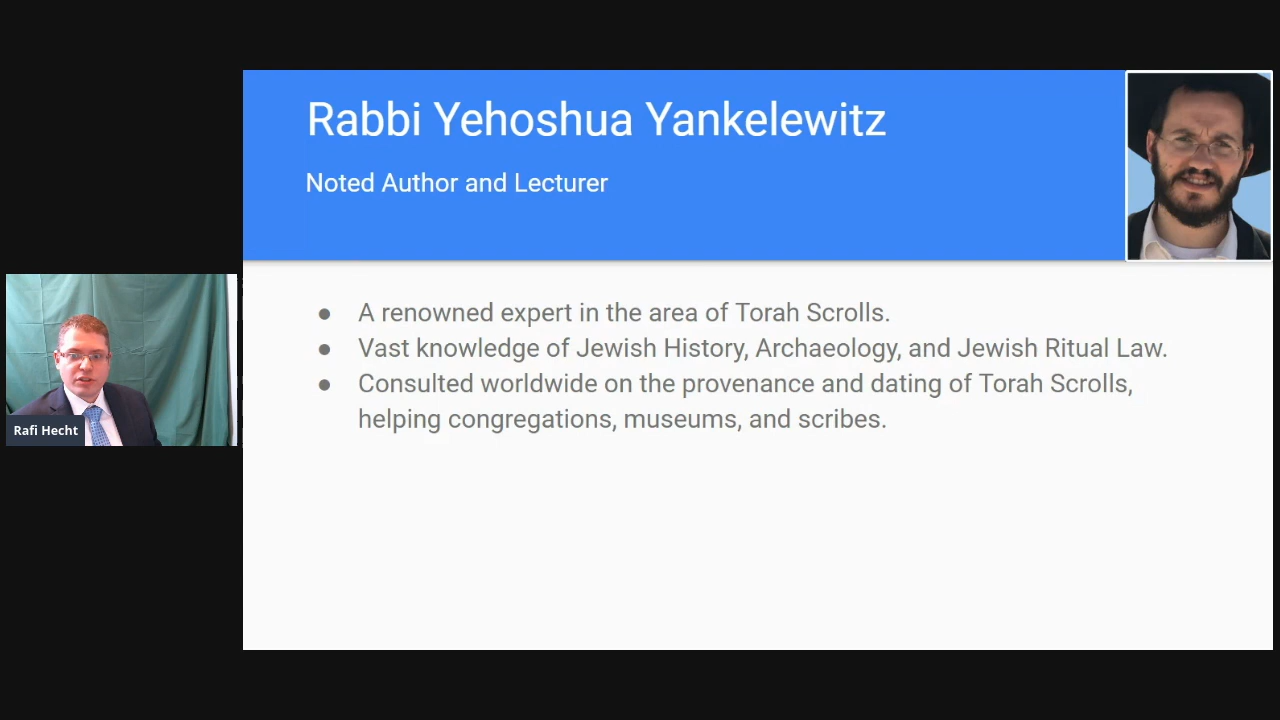 Rabbi Yehoshua Yankelewitz
Noted Author and Lecturer
● A renowned expert in the area of Torah Scrolls.
● Vast knowledge of Jewish History, Archaeology, and Jewish Ritual Law.
● Consulted worldwide on the provenance and dating of Torah Scrolls,
helping congregations, museums, and scribes.
Rafi Hecht